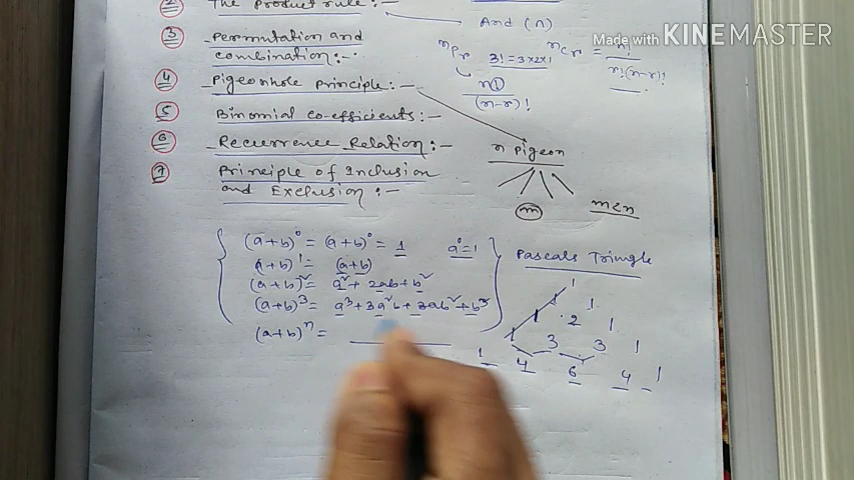 ② The Product rule:-
And (∩)
Made with KINEMASTER
③ Permutation and
combination:-
nPr 3! = 3×2×1 nCr = n! / r!(n-r)!
n! / (n-r)!
④ Pigeonhole Principle:-
⑤ Binomial co-efficients:-
⑥ Recurrence Relation:-
n pigeon
⑦ Principle of Inclusion
and Exclusion:-
m m<n
(a+b)⁰ = (a+b)⁰ = 1 a⁰=1
(a+b)¹ = (a+b)
(a+b)² = a² + 2ab + b²
(a+b)³ = a³ + 3a²b + 3ab² + b³
(a+b)ⁿ =
Pascals Triangle
1
1 1
1 2 1
1 3 3 1
1 4 6 4 1